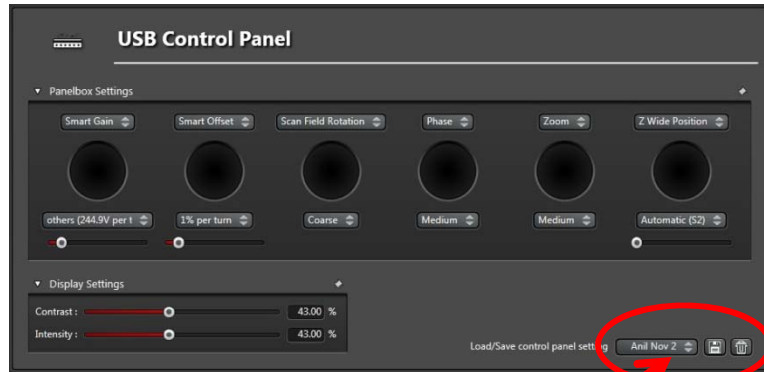 USB Control Panel
Panelbox Settings
Smart Gain Smart Offset Scan Field Rotation Phase Zoom Z Wide Position
others (244.9V per t 1% per turn Coarse Medium Medium Automatic (S2)
Display Settings
Contrast : 43.00 %
Intensity : 43.00 %
Load/Save control panel setting Anil Nov 2